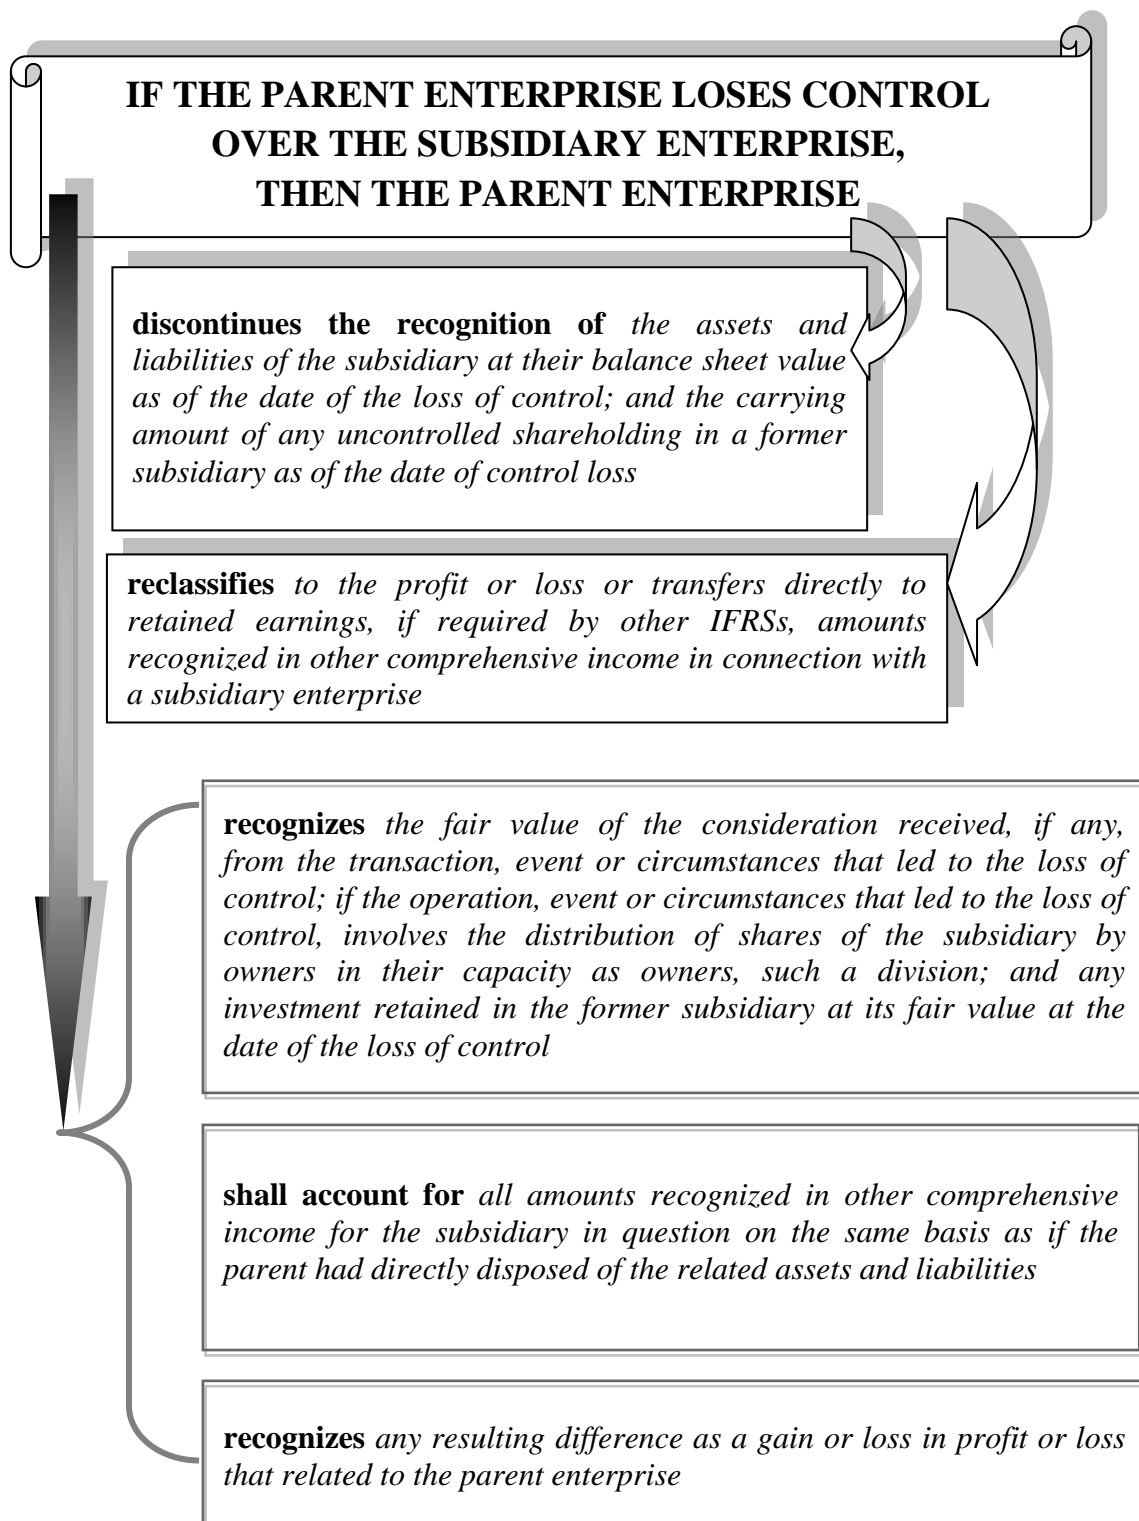 IF THE PARENT ENTERPRISE LOSES CONTROL
OVER THE SUBSIDIARY ENTERPRISE,
THEN THE PARENT ENTERPRISE
discontinues the recognition of the assets and
liabilities of the subsidiary at their balance sheet value
as of the date of the loss of control; and the carrying
amount of any uncontrolled shareholding in a former
subsidiary as of the date of control loss
reclassifies to the profit or loss or transfers directly to
retained earnings, if required by other IFRSs, amounts
recognized in other comprehensive income in connection with
a subsidiary enterprise
recognizes the fair value of the consideration received, if any,
from the transaction, event or circumstances that led to the loss of
control; if the operation, event or circumstances that led to the loss of
control, involves the distribution of shares of the subsidiary by
owners in their capacity as owners, such a division; and any
investment retained in the former subsidiary at its fair value at the
date of the loss of control
shall account for all amounts recognized in other comprehensive
income for the subsidiary in question on the same basis as if the
parent had directly disposed of the related assets and liabilities
recognizes any resulting difference as a gain or loss in profit or loss
that related to the parent enterprise